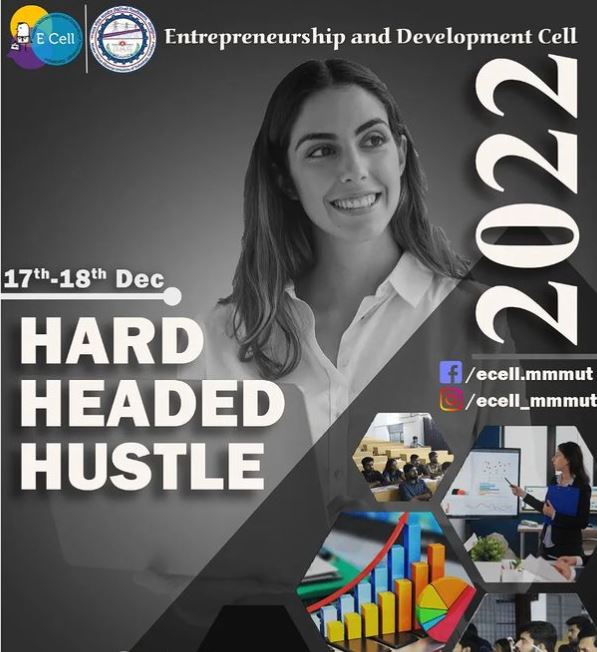 E Cell
Entrepreneurship and Development Cell
2022
17th-18th Dec
HARD
HEADED
HUSTLE
/ecell.mmmut
/ecell_mmmut